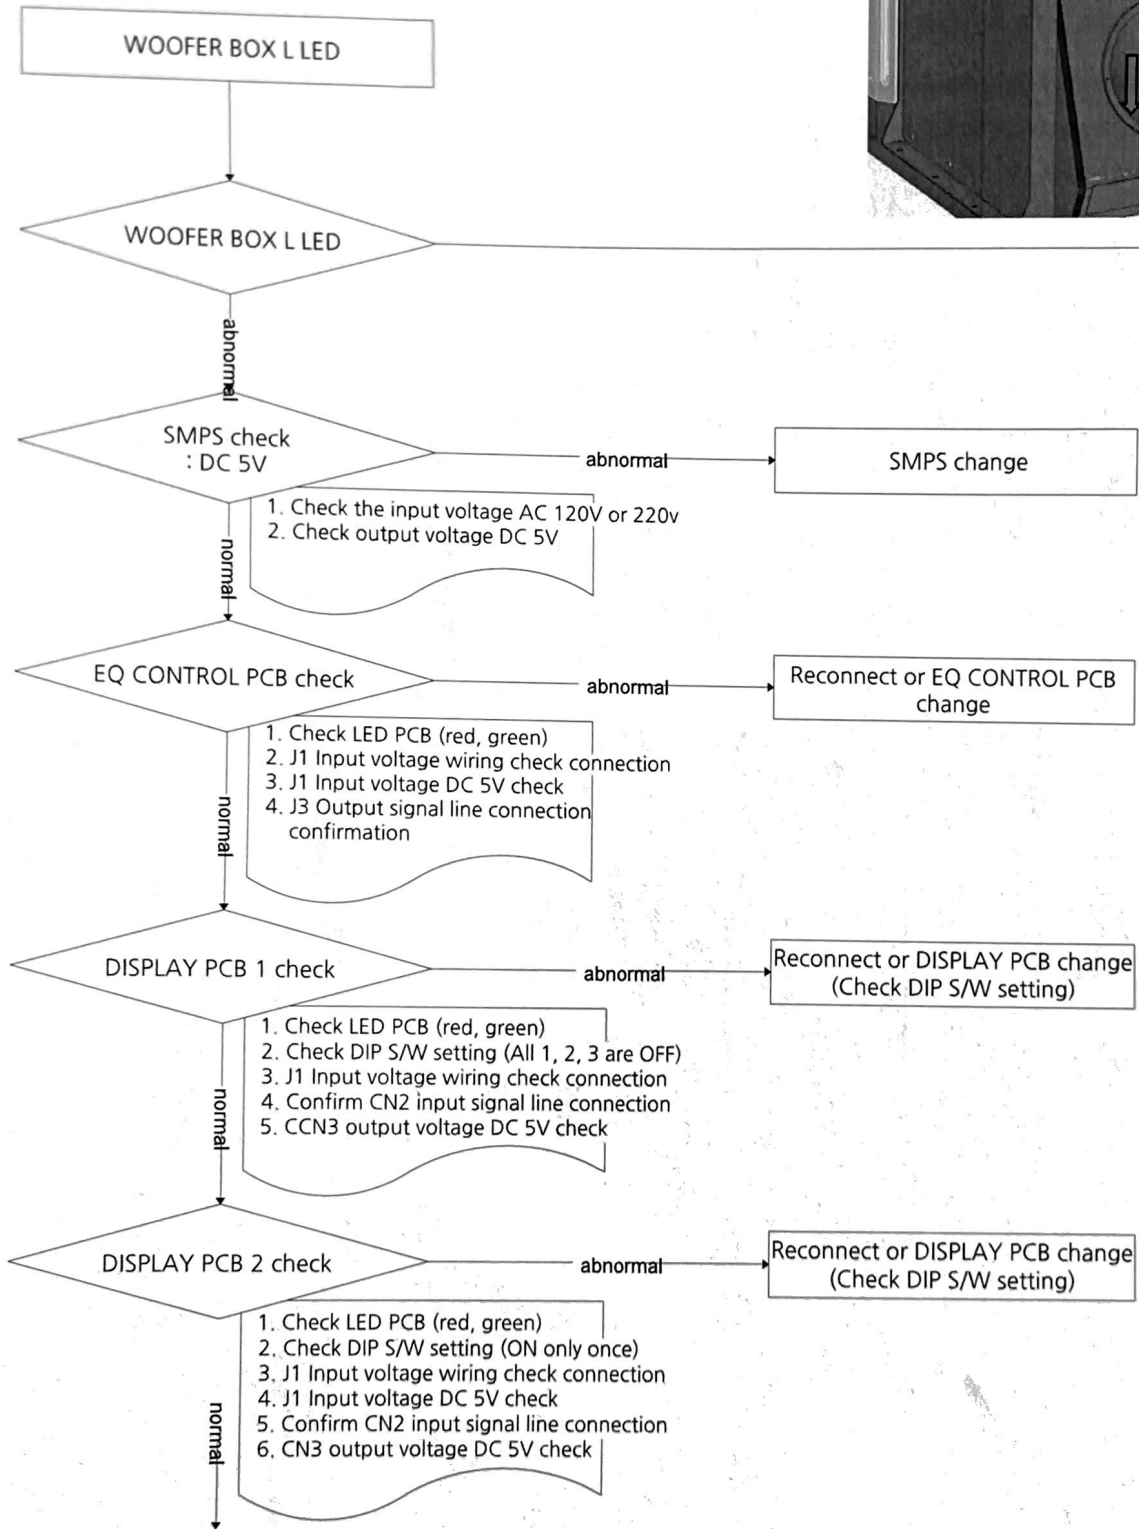 WOOFER BOX L LED
WOOFER BOX L LED
abnormal
SMPS check
: DC 5V
abnormal
SMPS change
1. Check the input voltage AC 120V or 220v
2. Check output voltage DC 5V
normal
EQ CONTROL PCB check
abnormal
Reconnect or EQ CONTROL PCB
change
1. Check LED PCB (red, green)
2. J1 Input voltage wiring check connection
3. J1 Input voltage DC 5V check
4. J3 Output signal line connection
confirmation
normal
DISPLAY PCB 1 check
abnormal
Reconnect or DISPLAY PCB change
(Check DIP S/W setting)
1. Check LED PCB (red, green)
2. Check DIP S/W setting (All 1, 2, 3 are OFF)
3. J1 Input voltage wiring check connection
4. Confirm CN2 input signal line connection
5. CCN3 output voltage DC 5V check
normal
DISPLAY PCB 2 check
abnormal
Reconnect or DISPLAY PCB change
(Check DIP S/W setting)
1. Check LED PCB (red, green)
2. Check DIP S/W setting (ON only once)
3. J1 Input voltage wiring check connection
4. J1 Input voltage DC 5V check
5. Confirm CN2 input signal line connection
6. CN3 output voltage DC 5V check
normal